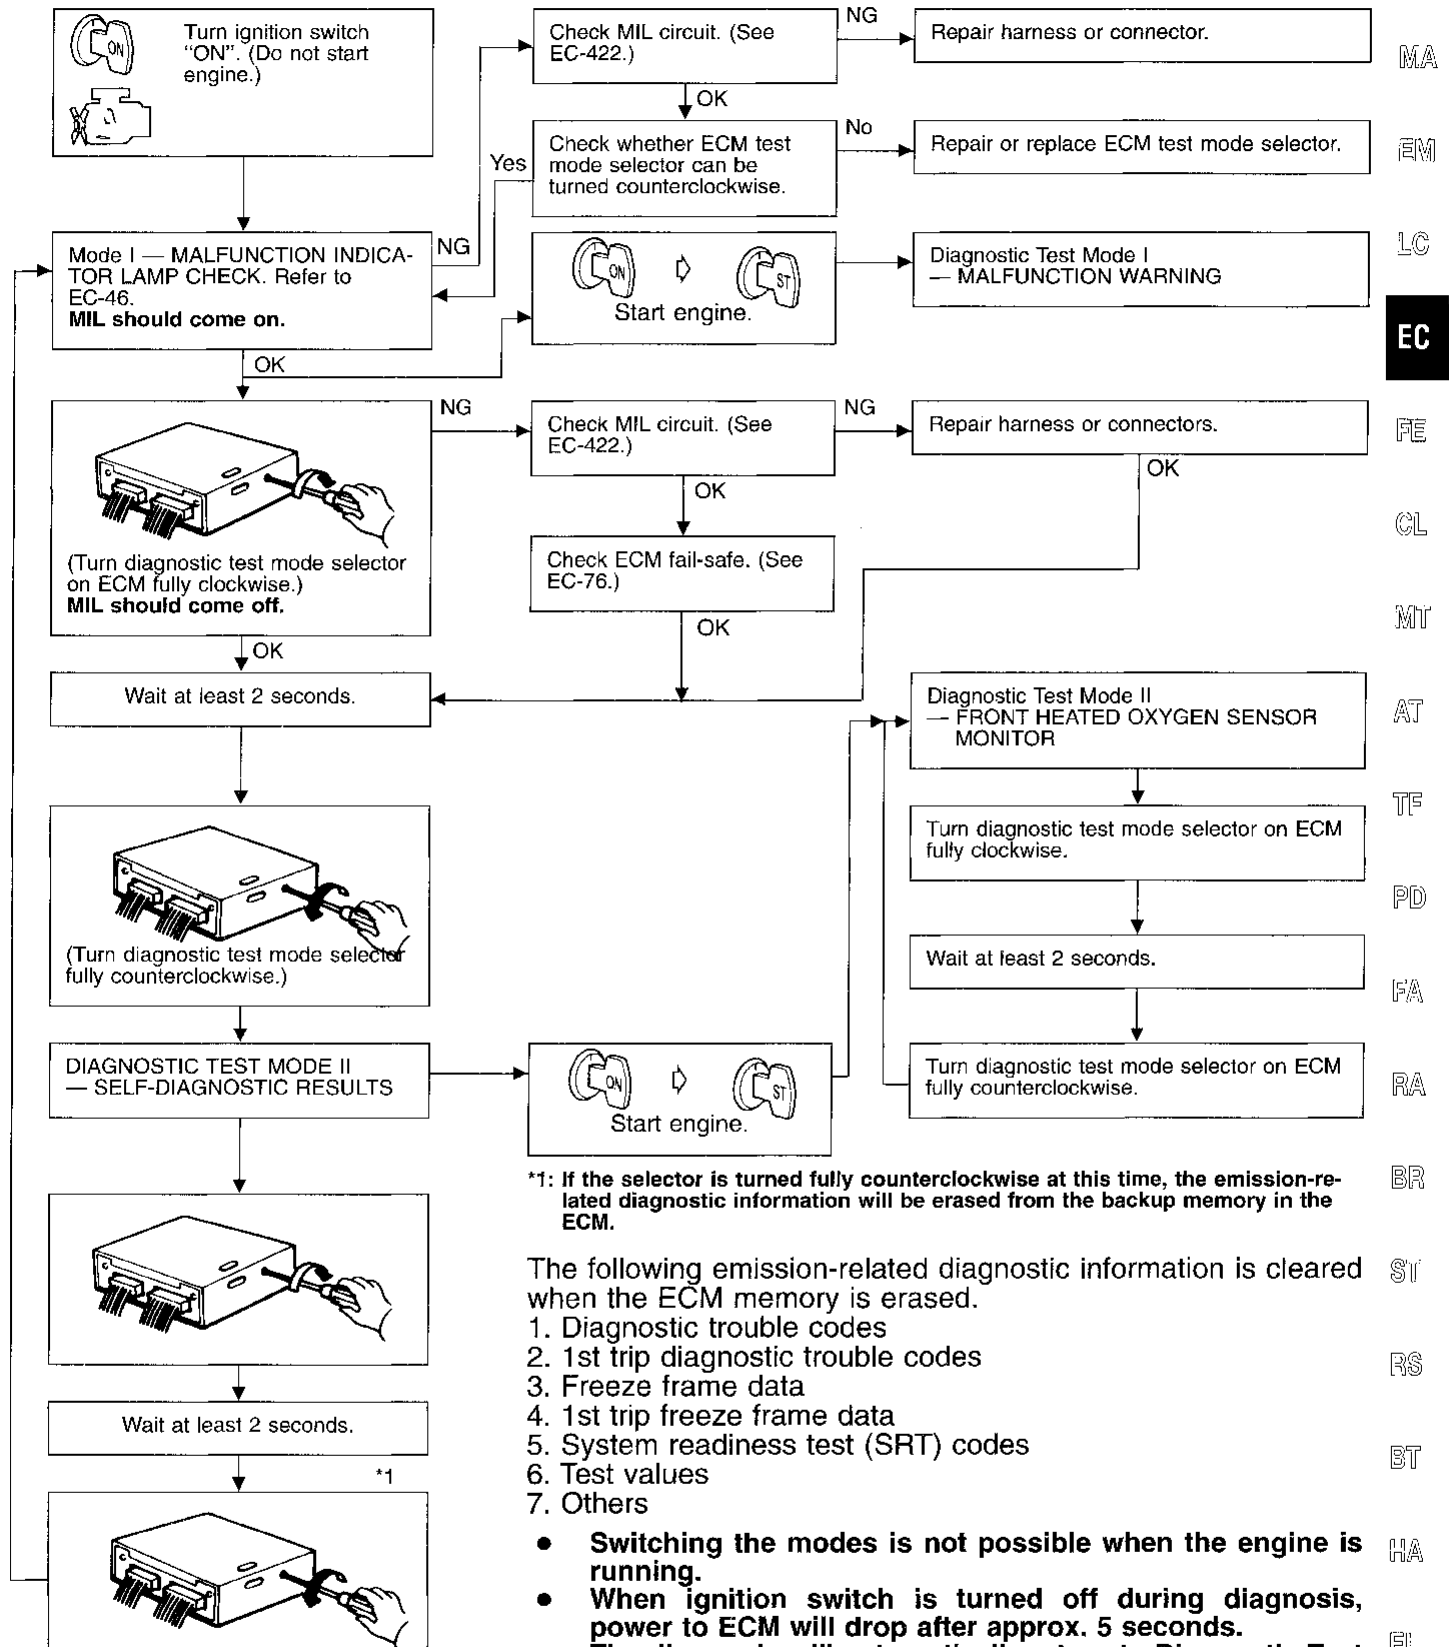 Turn ignition switch
"ON". (Do not start
engine.)
ON
Check MIL circuit. (See
EC-422.)
NG
Repair harness or connector.
MA
OK
Check whether ECM test
mode selector can be
turned counterclockwise.
No
Yes
Repair or replace ECM test mode selector.
EM
Mode I — MALFUNCTION INDICA-
TOR LAMP CHECK. Refer to
EC-46.
MIL should come on.
NG
ON
ST
Start engine.
Diagnostic Test Mode I
— MALFUNCTION WARNING
LC
EC
OK
(Turn diagnostic test mode selector
on ECM fully clockwise.)
MIL should come off.
NG
Check MIL circuit. (See
EC-422.)
NG
Repair harness or connectors.
FE
OK
OK
CL
Check ECM fail-safe. (See
EC-76.)
MT
OK
OK
Wait at least 2 seconds.
Diagnostic Test Mode II
— FRONT HEATED OXYGEN SENSOR
MONITOR
AT
TF
Turn diagnostic test mode selector on ECM
fully clockwise.
PD
(Turn diagnostic test mode selector
fully counterclockwise.)
Wait at least 2 seconds.
FA
DIAGNOSTIC TEST MODE II
— SELF-DIAGNOSTIC RESULTS
ON
ST
Start engine.
Turn diagnostic test mode selector on ECM
fully counterclockwise.
RA
*1: If the selector is turned fully counterclockwise at this time, the emission-re-
lated diagnostic information will be erased from the backup memory in the
ECM.
BR
The following emission-related diagnostic information is cleared
when the ECM memory is erased.
ST
1. Diagnostic trouble codes
2. 1st trip diagnostic trouble codes
3. Freeze frame data
4. 1st trip freeze frame data
5. System readiness test (SRT) codes
6. Test values
7. Others
RS
BT
Wait at least 2 seconds.
*1
● Switching the modes is not possible when the engine is
running.
HA
● When ignition switch is turned off during diagnosis,
power to ECM will drop after approx. 5 seconds.
EL